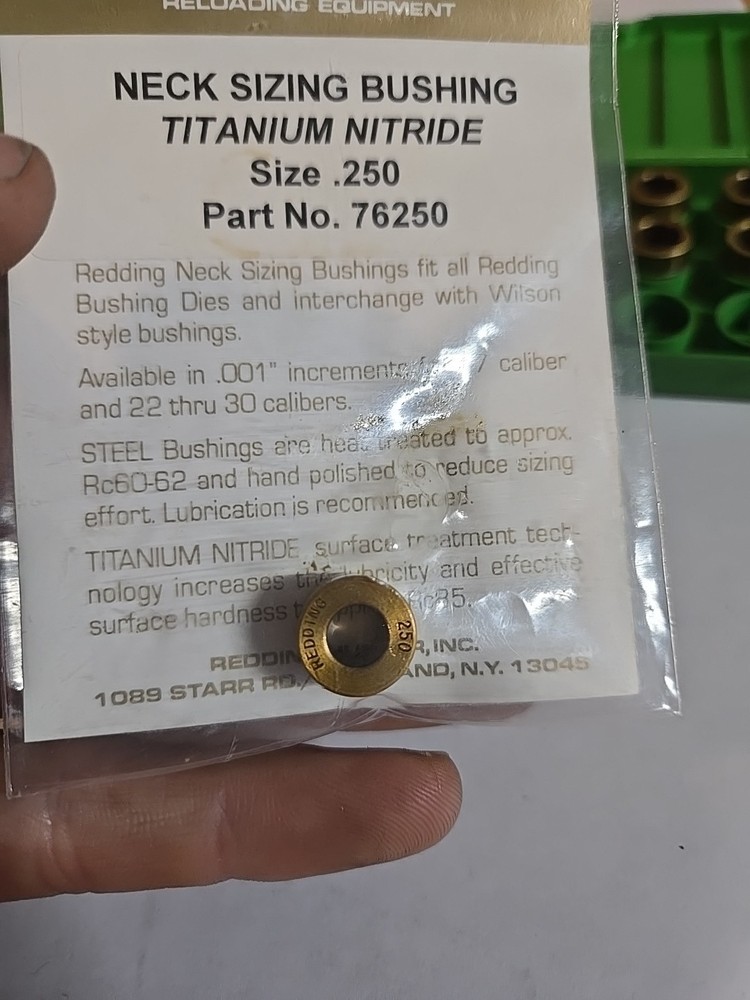 RELOADING EQUIPMENT
NECK SIZING BUSHING
TITANIUM NITRIDE
Size .250
Part No. 76250
Redding Neck Sizing Bushings fit all Redding
Bushing Dies and interchange with Wilson
style bushings.
Available in .001" increments caliber
and 22 thru 30 calibers.
STEEL Bushings are heat treated to approx.
Rc60-62 and hand polished to reduce sizing
effort. Lubrication is recommended.
TITANIUM NITRIDE surface treatment tech-
nology increases the lubricity and effective
surface hardness
INC.
1089 STARR RD. N.Y. 13045
REDDING
250